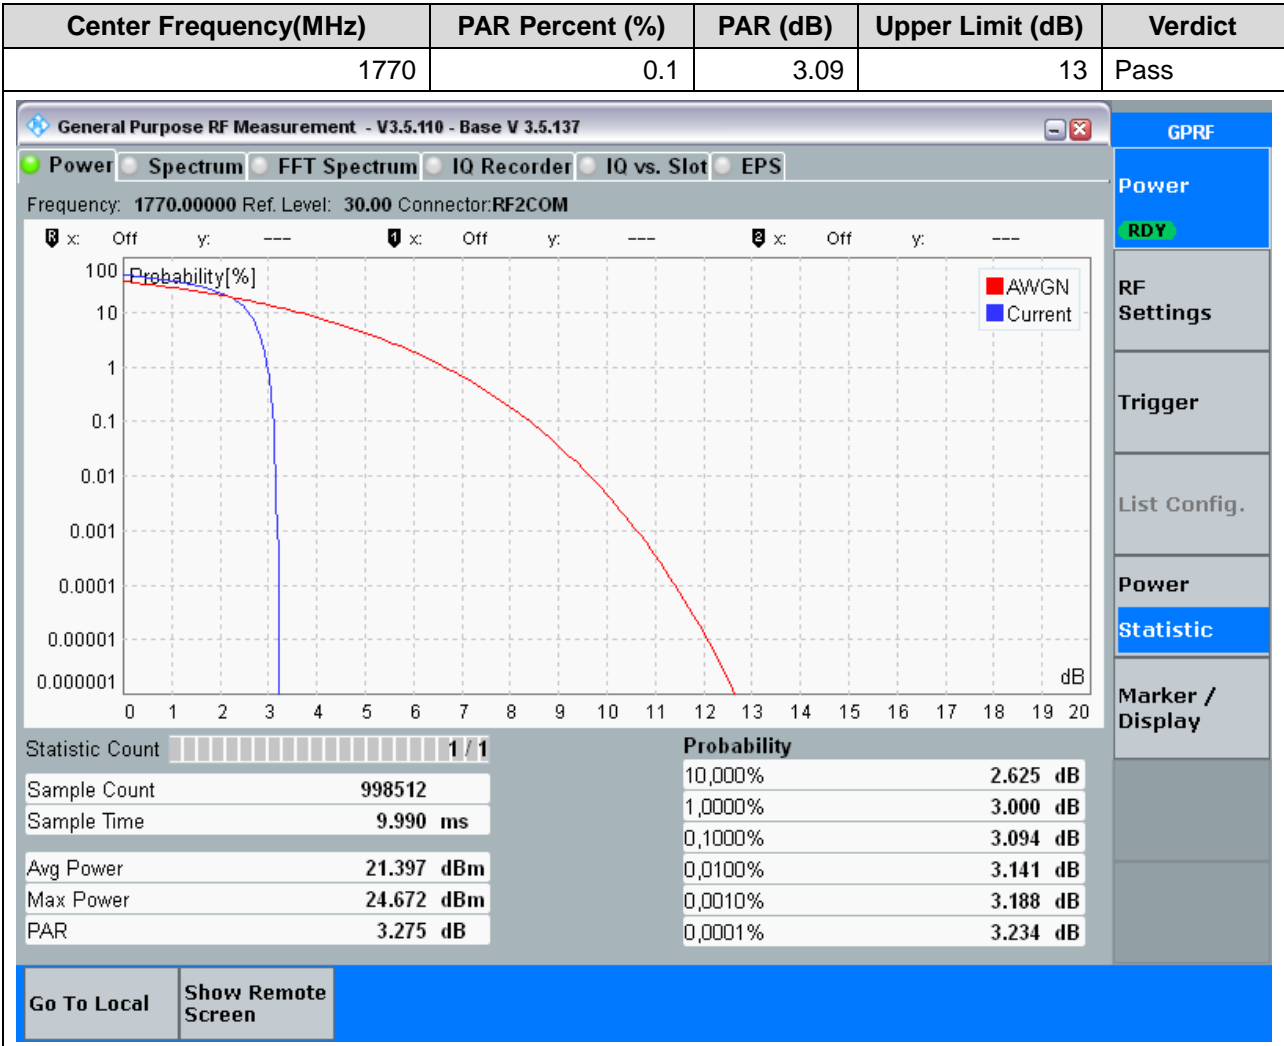 Center Frequency(MHz) PAR Percent (%) PAR (dB) Upper Limit (dB) Verdict
1770 0.1 3.09 13 Pass
General Purpose RF Measurement - V3.5.110 - Base V 3.5.137
GPRF
Power Spectrum FFT Spectrum IQ Recorder IQ vs. Slot EPS
Frequency: 1770.00000 Ref. Level: 30.00 Connector:RF2COM
R x: Off y: --- 1 x: Off y: --- 2 x: Off y: ---
Probability[%]
AWGN
Current
100
10
1
0.1
0.01
0.001
0.0001
0.00001
0.000001
dB
0 1 2 3 4 5 6 7 8 9 10 11 12 13 14 15 16 17 18 19 20
Statistic Count 1 / 1
Sample Count 998512
Sample Time 9.990 ms
Avg Power 21.397 dBm
Max Power 24.672 dBm
PAR 3.275 dB
Probability
10,000% 2.625 dB
1,0000% 3.000 dB
0,1000% 3.094 dB
0,0100% 3.141 dB
0,0010% 3.188 dB
0,0001% 3.234 dB
Power
RDY
RF
Settings
Trigger
List Config.
Power
Statistic
Marker /
Display
Go To Local
Show Remote
Screen